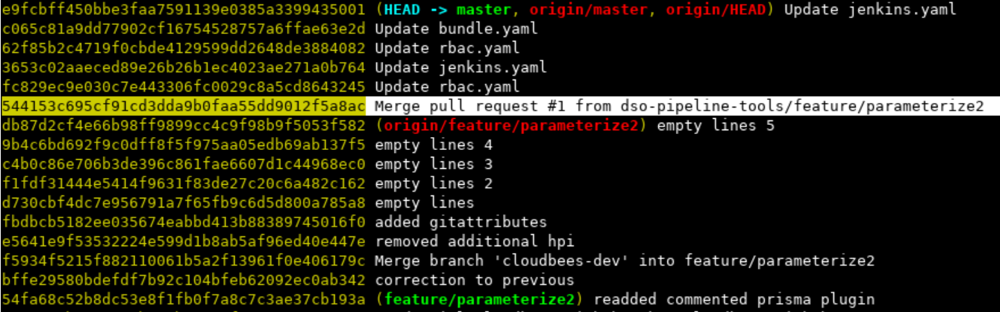 e9fcbff450bbe3faa7591139e0385a3399435001 (HEAD -> master, origin/master, origin/HEAD) Update jenkins.yaml
c065c81a9dd77902cf16754528757a6ffae63e2d Update bundle.yaml
62f85b2c4719f0cbde4129599dd2648de3884082 Update rbac.yaml
3653c02aaeced89e26b26b1ec4023ae271a0b764 Update jenkins.yaml
fc829ec9e030c7e443306fc0029c8a5cd8643245 Update rbac.yaml
544153c695cf91cd3dda9b0faa55dd9012f5a8ac Merge pull request #1 from dso-pipeline-tools/feature/parameterize2
db87d2cf4e66b98ff9899cc4c9f98b9f5053f582 (origin/feature/parameterize2) empty lines 5
9b4c6bd692f9c0dff8f5f975aa05edb69ab137f5 empty lines 4
c4b0c86e706b3de396c861fae6607d1c44968ec0 empty lines 3
f1fdf31444e5414f9631f83de27c20c6a482c162 empty lines 2
d730cbf4dc7e956791a7f65fb9c6d5d800a785a8 empty lines
fbdbcb5182ee035674eabbd413b88389745016f0 added gitattributes
e5641e9f53532224e599d1b8ab5af96ed40e447e removed additional hpi
f5934f5215f882110061b5a2f13961f0e406179c Merge branch 'cloudbees-dev' into feature/parameterize2
bffe29580bdefdf7b92c104bfeb62092ec0ab342 correction to previous
54fa68c52b8dc53e8f1fb0f7a8c7c3ae37cb193a (feature/parameterize2) readded commented prisma plugin